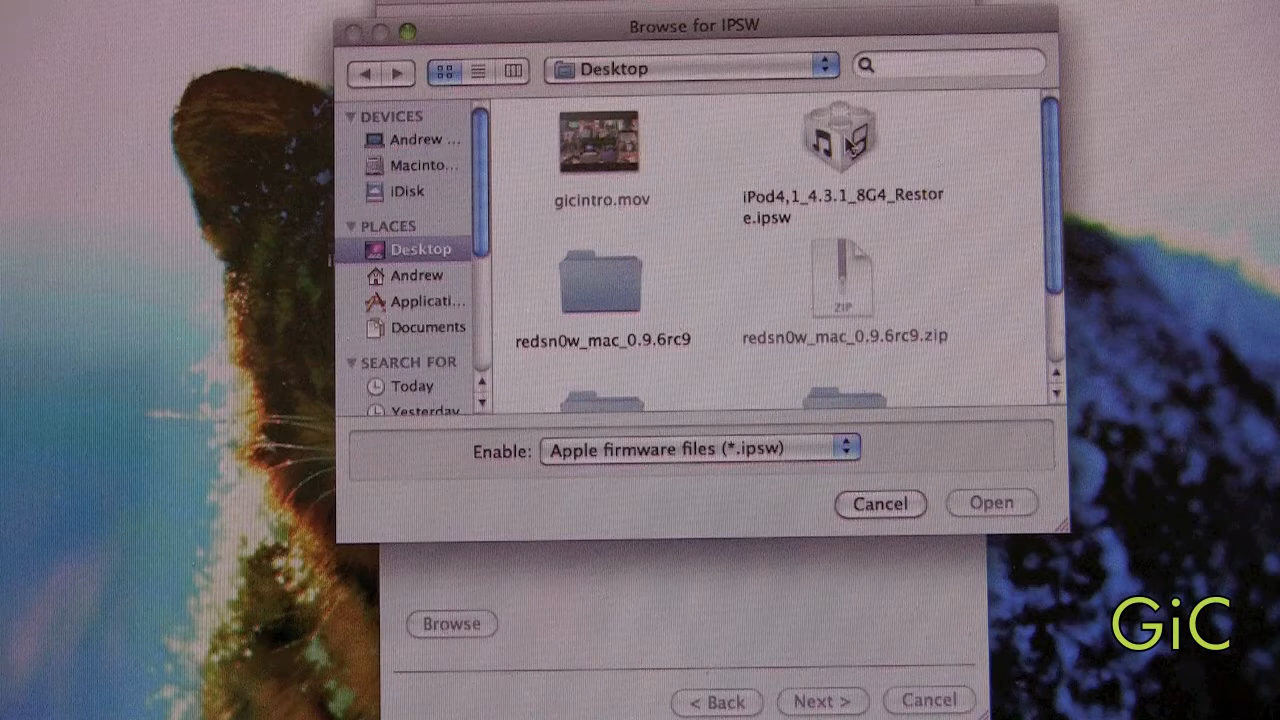 Browse for IPSW
Desktop
DEVICES
Andrew ...
Macinto...
iDisk
PLACES
Desktop
Andrew
Applicati...
Documents
SEARCH FOR
Today
Yesterday
gicintro.mov
iPod4,1_4.3.1_8G4_Restor
e.ipsw
redsn0w_mac_0.9.6rc9
ZIP
redsn0w_mac_0.9.6rc9.zip
Enable: Apple firmware files (*.ipsw)
Cancel Open
Browse
< Back Next > Cancel
GiC